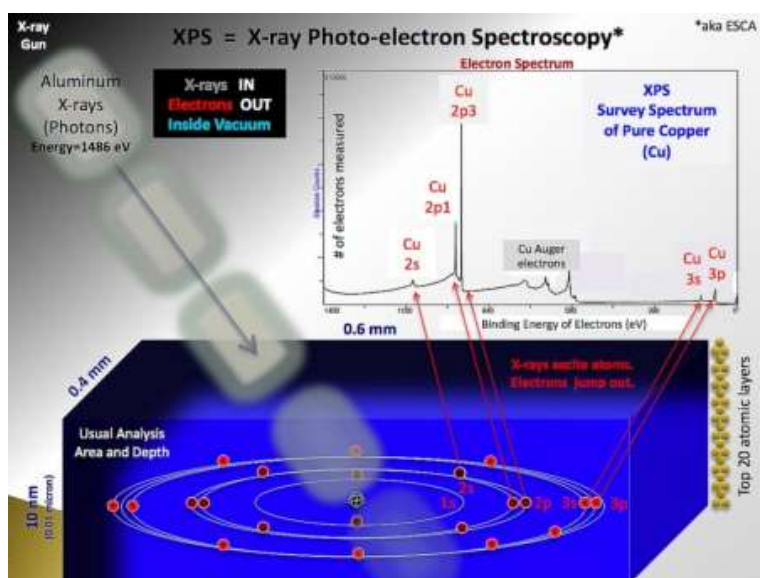 X-ray
Gun
XPS = X-ray Photo-electron Spectroscopy*
*aka ESCA
Aluminum
X-rays
(Photons)
Energy=1486 eV
X-rays IN
Electrons OUT
Inside Vacuum
Electron Spectrum
# of electrons measured
Cu
2p3
Cu
2p1
Cu
2s
Cu Auger
electrons
Cu
3s
Cu
3p
XPS
Survey Spectrum
of Pure Copper
(Cu)
Binding Energy of Electrons (eV)
0.6 mm
0.4 mm
X-rays excite atoms.
Electrons jump out.
Usual Analysis
Area and Depth
10 nm
(0.01 micron)
1s
2s
2p
3s
3p
Top 20 atomic layers